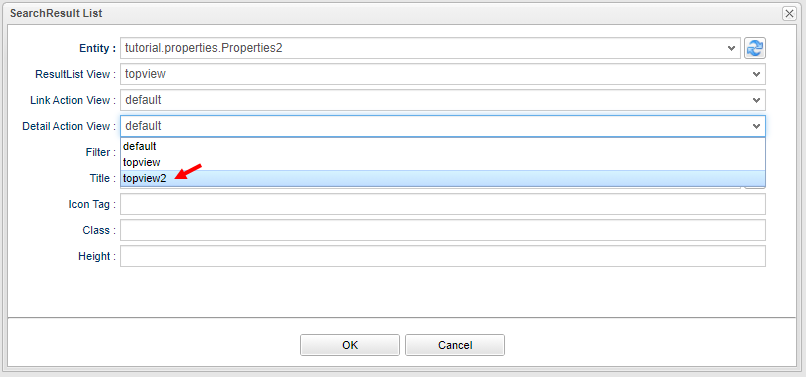 SearchResult List
Entity : tutorial.properties.Properties2
ResultList View : topview
Link Action View : default
Detail Action View : default
default
Filter :
topview
Title : topview2
Icon Tag :
Class :
Height :
OK Cancel